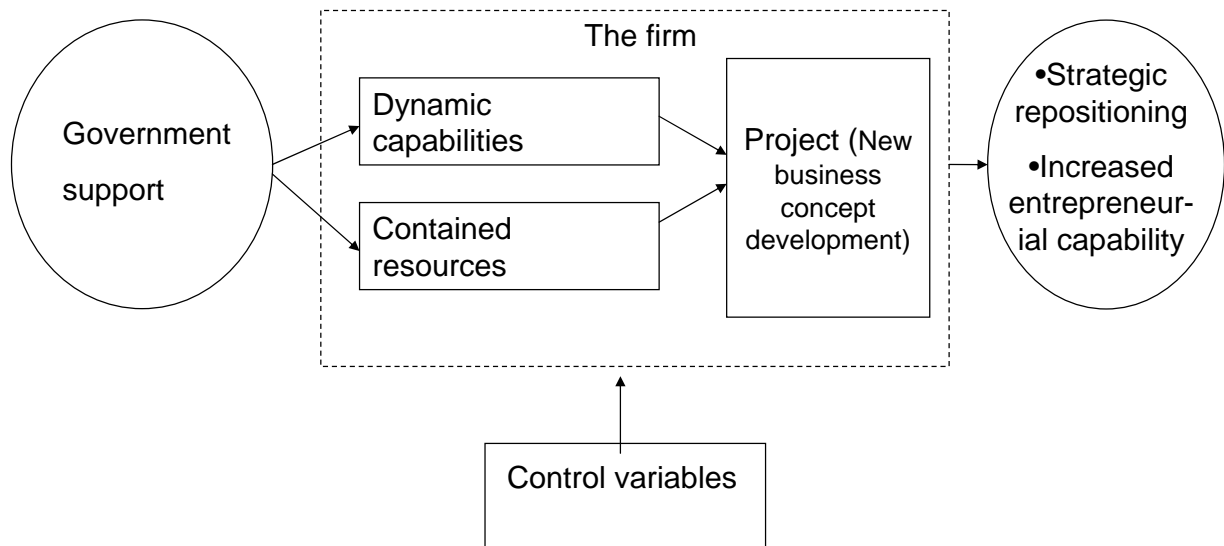 The firm
Government
support
Dynamic
capabilities
Contained
resources
Project (New
business
concept
development)
•Strategic
repositioning
•Increased
entrepreneur-
ial capability
Control variables